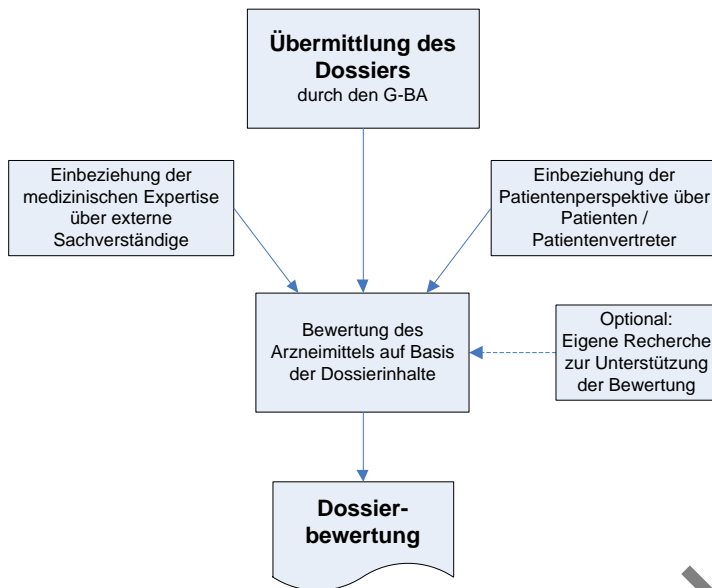 Übermittlung des
Dossiers
durch den G-BA
Einbeziehung der
medizinischen Expertise
über externe
Sachverständige
Einbeziehung der
Patientenperspektive über
Patienten /
Patientenvertreter
Bewertung des
Arzneimittels auf Basis
der Dossierinhalte
Optional:
Eigene Recherche
zur Unterstützung
der Bewertung
Dossier-
bewertung